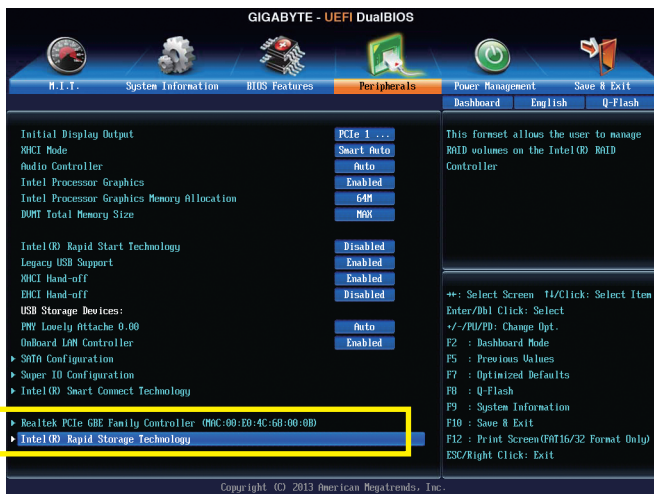 GIGABYTE - UEFI DualBIOS
M.I.T. System Information BIOS Features Peripherals Power Management Save & Exit
Dashboard English Q-Flash
Initial Display Output PCIe 1 ...
XHCI Mode Smart Auto
Audio Controller Auto
Intel Processor Graphics Enabled
Intel Processor Graphics Memory Allocation 64M
DVMT Total Memory Size MAX
Intel(R) Rapid Start Technology Disabled
Legacy USB Support Enabled
XHCI Hand-off Enabled
EHCI Hand-off Disabled
USB Storage Devices:
PNY Lovely Attache 0.00 Auto
OnBoard LAN Controller Enabled
SATA Configuration
Super IO Configuration
Intel(R) Smart Connect Technology
Realtek PCIe GBE Family Controller (MAC:00:E0:4C:68:00:0B)
Intel(R) Rapid Storage Technology
This formset allows the user to manage
RAID volumes on the Intel(R) RAID
Controller
→←: Select Screen ↑↓/Click: Select Item
Enter/Dbl Click: Select
+/-/PU/PD: Change Opt.
F2 : Dashboard Mode
F5 : Previous Values
F7 : Optimized Defaults
F8 : Q-Flash
F9 : System Information
F10 : Save & Exit
F12 : Print Screen(FAT16/32 Format Only)
ESC/Right Click: Exit
Copyright (C) 2013 American Megatrends, Inc.